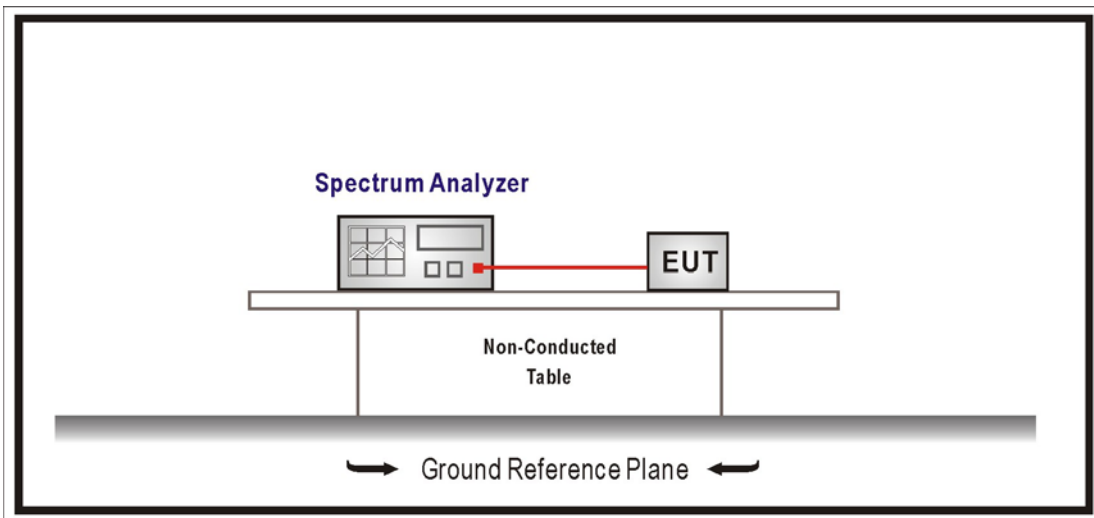 Spectrum Analyzer
EUT
Non-Conducted
Table
Ground Reference Plane